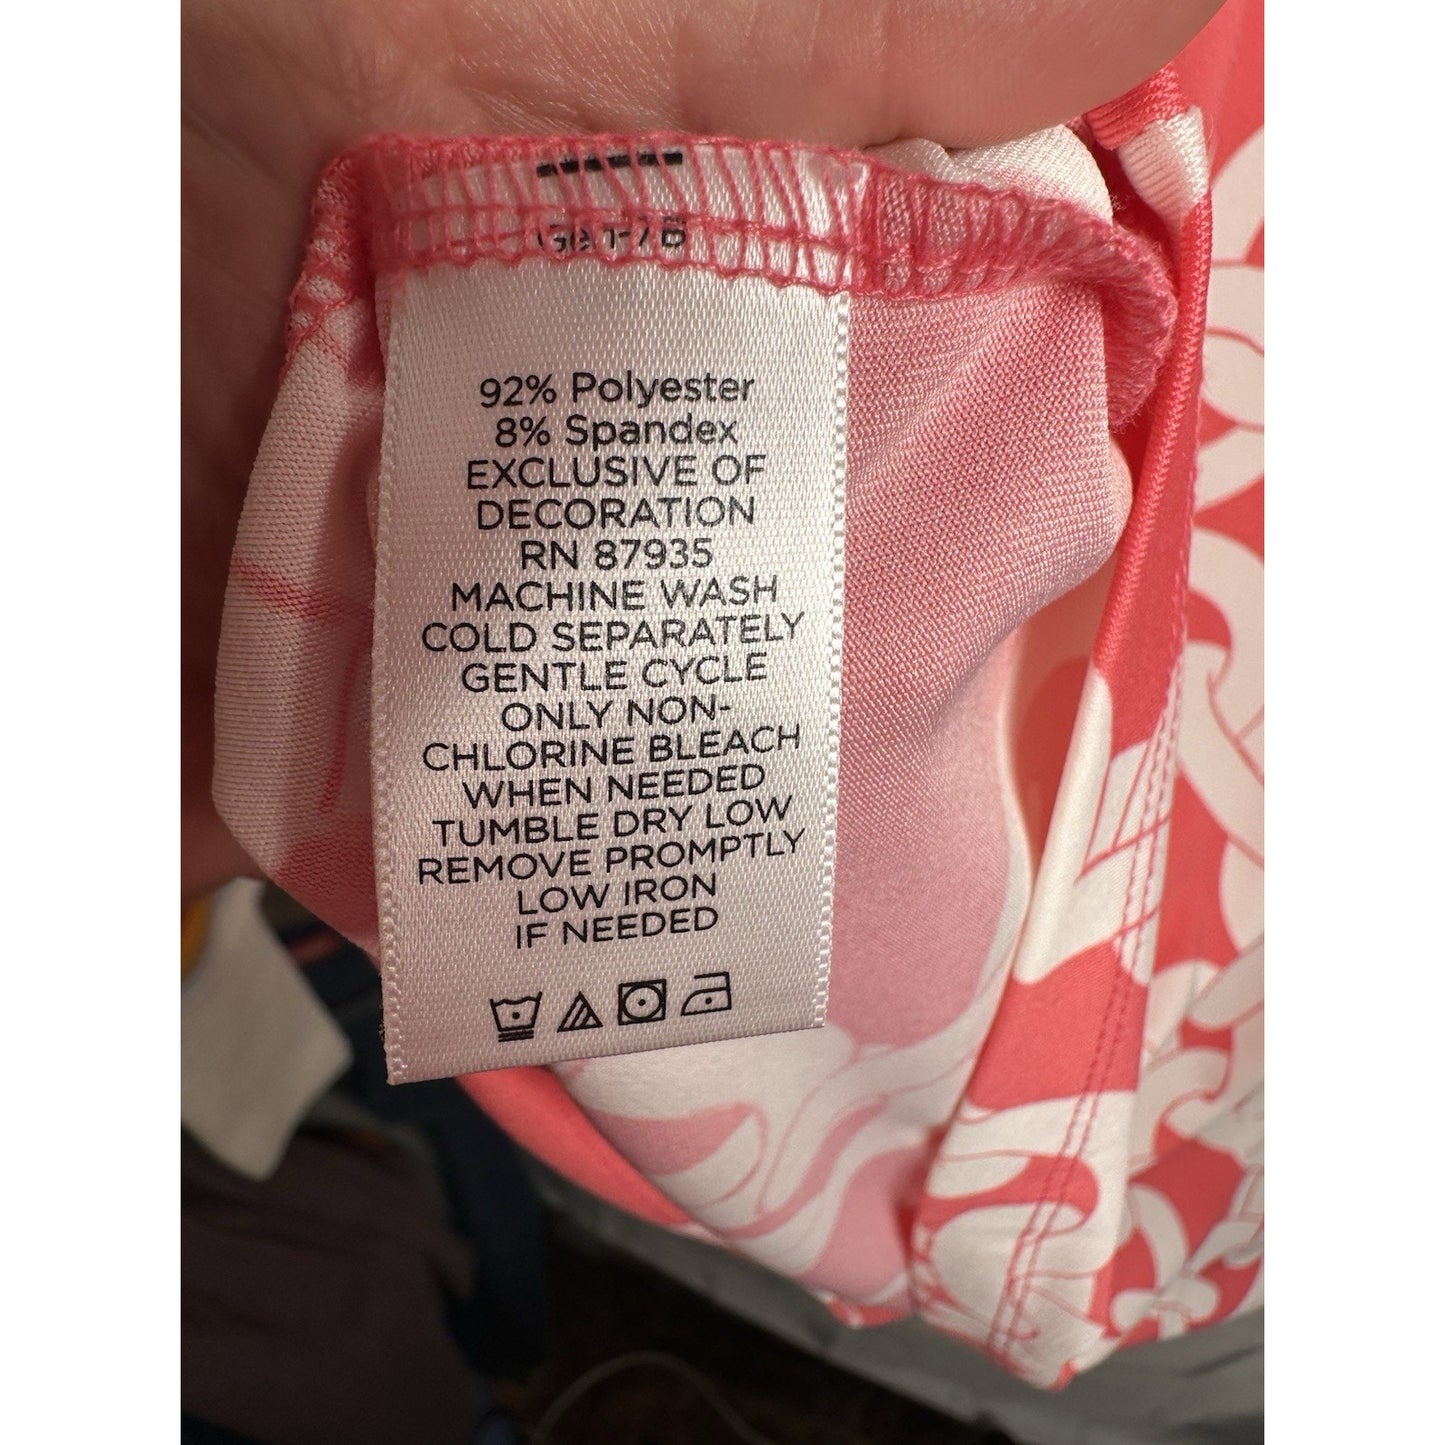 92% Polyester
8% Spandex
EXCLUSIVE OF
DECORATION
RN 87935
MACHINE WASH
COLD SEPARATELY
GENTLE CYCLE
ONLY NON-
CHLORINE BLEACH
WHEN NEEDED
TUMBLE DRY LOW
REMOVE PROMPTLY
LOW IRON
IF NEEDED